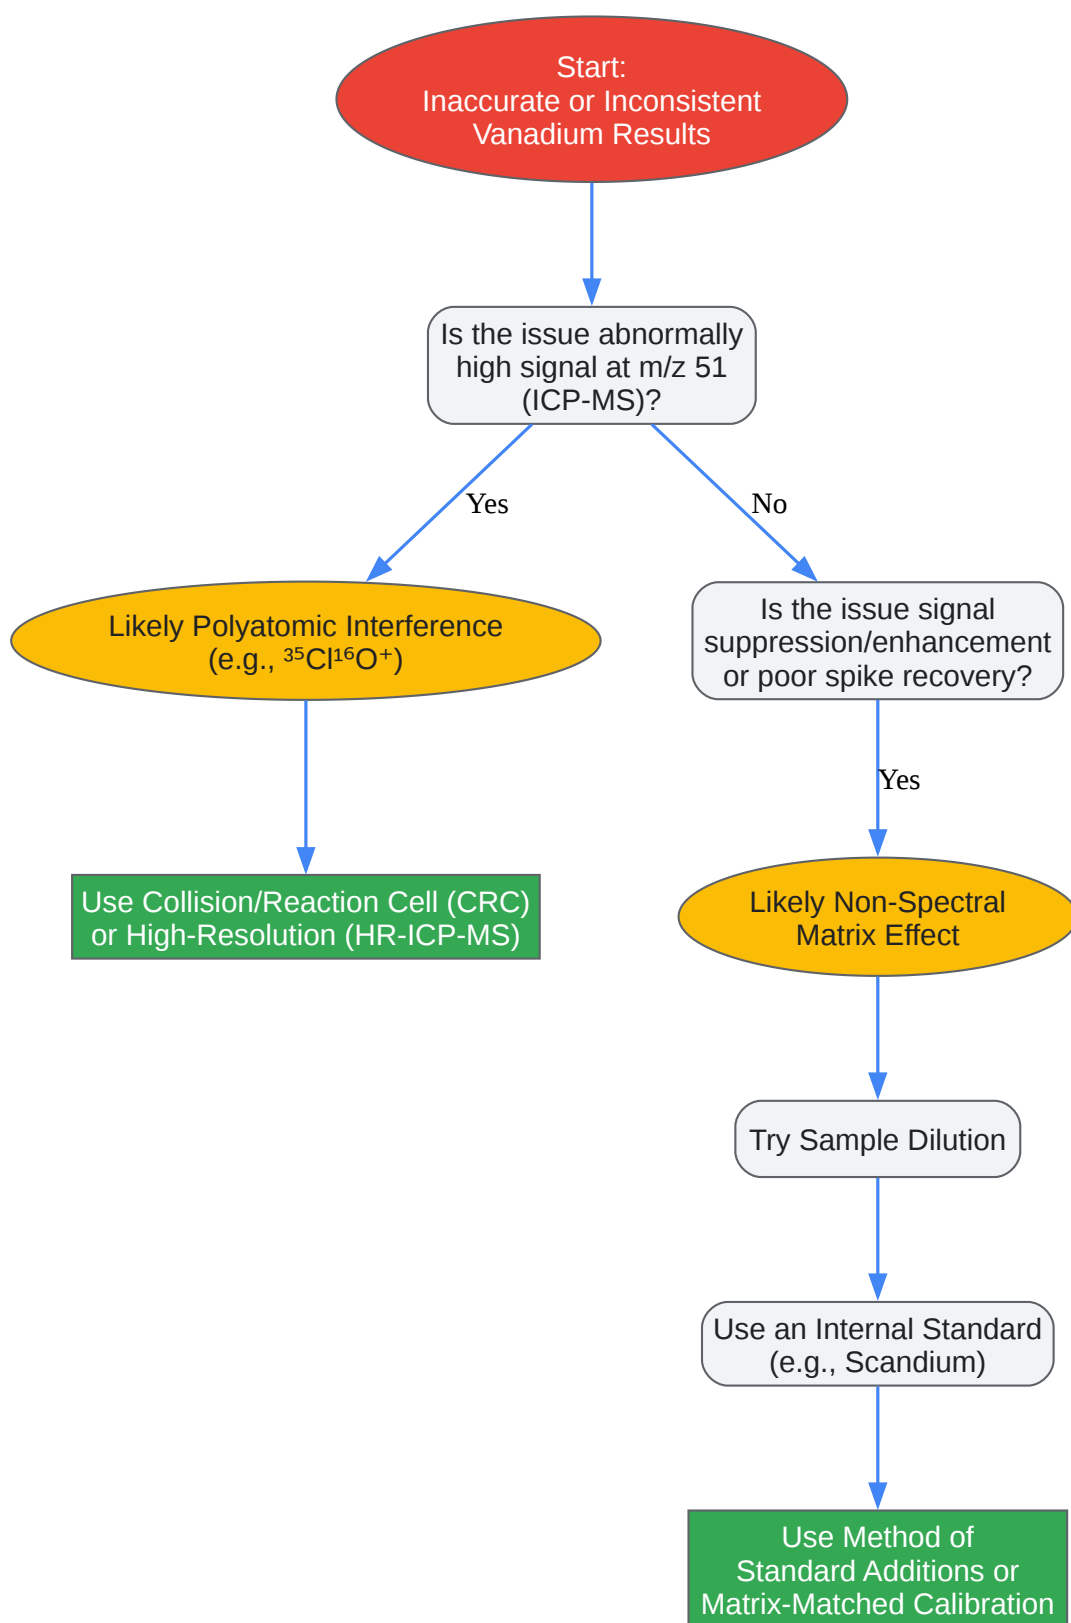 Start:
Inaccurate or Inconsistent
Vanadium Results
Is the issue abnormally
high signal at m/z 51
(ICP-MS)?
Yes
No
Likely Polyatomic Interference
(e.g., ³⁵Cl¹⁶O⁺)
Is the issue signal
suppression/enhancement
or poor spike recovery?
Yes
Use Collision/Reaction Cell (CRC)
or High-Resolution (HR-ICP-MS)
Likely Non-Spectral
Matrix Effect
Try Sample Dilution
Use an Internal Standard
(e.g., Scandium)
Use Method of
Standard Additions or
Matrix-Matched Calibration